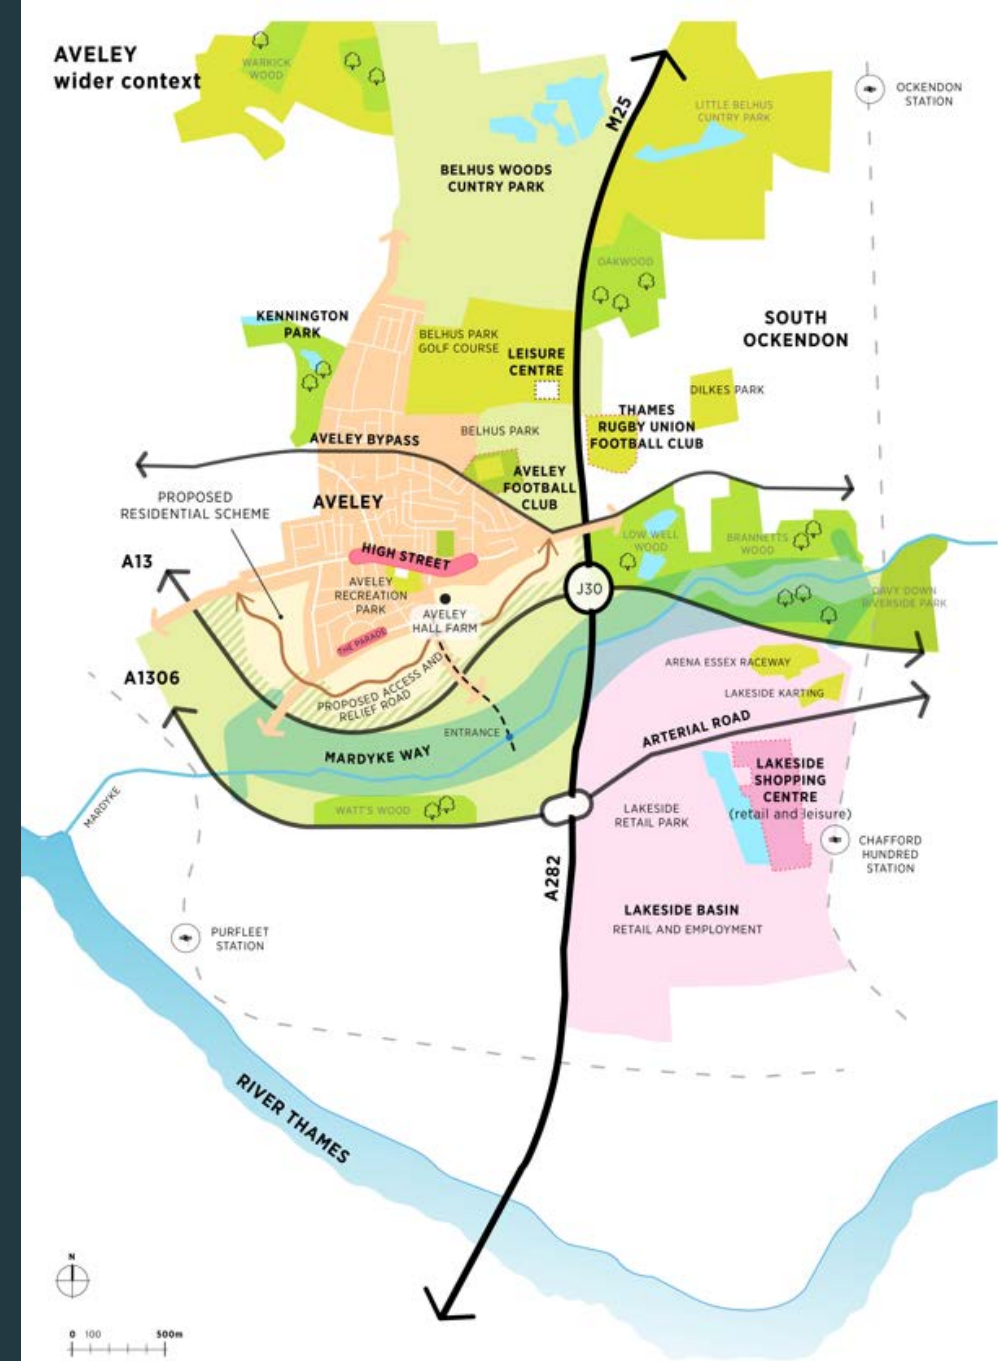 AVELEY
wider context
WARKICK
WOOD
M25
LITTLE BELHUS
CUNTRY PARK
OCKENDON
STATION
BELHUS WOODS
CUNTRY PARK
OAKWOOD
KENNINGTON
PARK
BELHUS PARK
GOLF COURSE
LEISURE
CENTRE
SOUTH
OCKENDON
DILKES PARK
THAMES
RUGBY UNION
FOOTBALL CLUB
AVELEY BYPASS
BELHUS PARK
AVELEY
FOOTBALL
CLUB
PROPOSED
RESIDENTIAL SCHEME
AVELEY
LOW WELL
WOOD
BRANNETTS
WOOD
A13
HIGH STREET
AVELEY
RECREATION
PARK
J30
DAVY DOWN
RIVERSIDE PARK
AVELEY
HALL FARM
THE PARADE
A1306
PROPOSED ACCESS AND
RELIEF ROAD
ARENA ESSEX RACEWAY
LAKESIDE KARTING
ENTRANCE
ARTERIAL ROAD
MARDYKE WAY
LAKESIDE
SHOPPING
CENTRE
(retail and leisure)
MARDYKE
WATT'S WOOD
LAKESIDE
RETAIL PARK
CHAFFORD
HUNDRED
STATION
A282
LAKESIDE BASIN
RETAIL AND EMPLOYMENT
PURFLEET
STATION
RIVER THAMES
N
0 100 500m